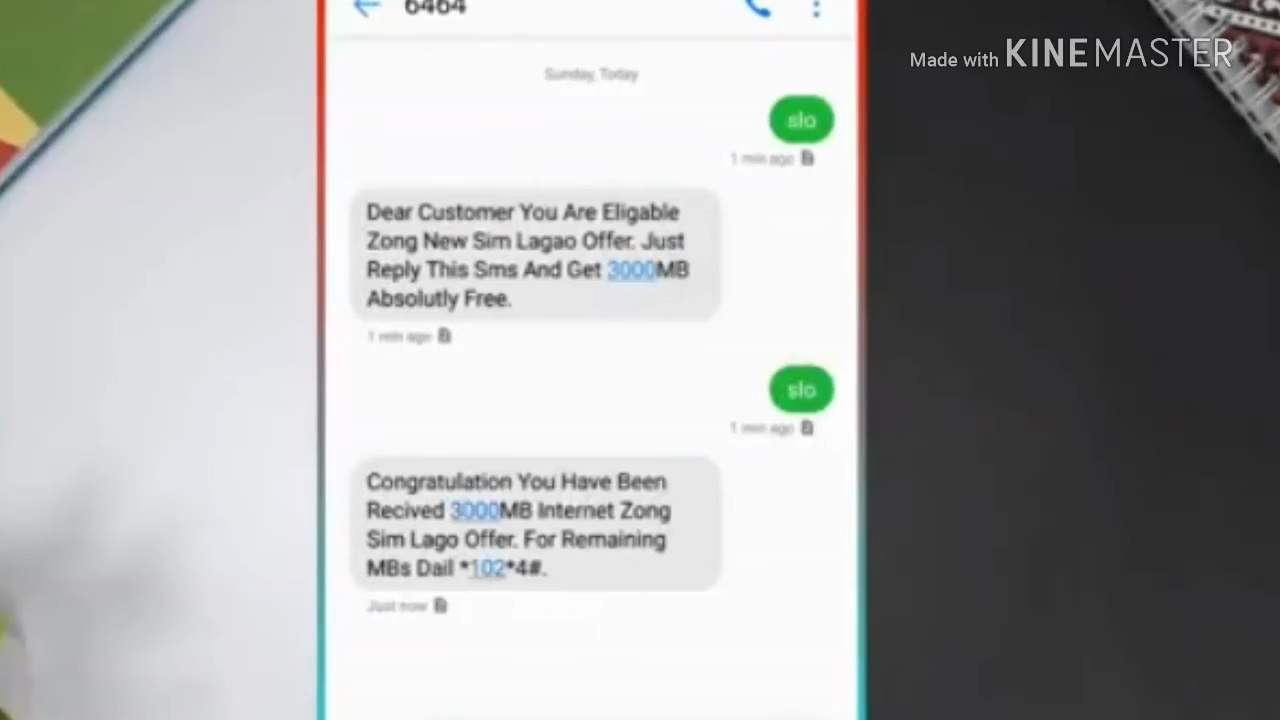 6464
Made with KINEMASTER
Sunday, Today
slo
1 min ago
Dear Customer You Are Eligable
Zong New Sim Lagao Offer. Just
Reply This Sms And Get 3000MB
Absolutly Free.
1 min ago
slo
1 min ago
Congratulation You Have Been
Recived 3000MB Internet Zong
Sim Lago Offer. For Remaining
MBs Dail *102*4#.
Just now